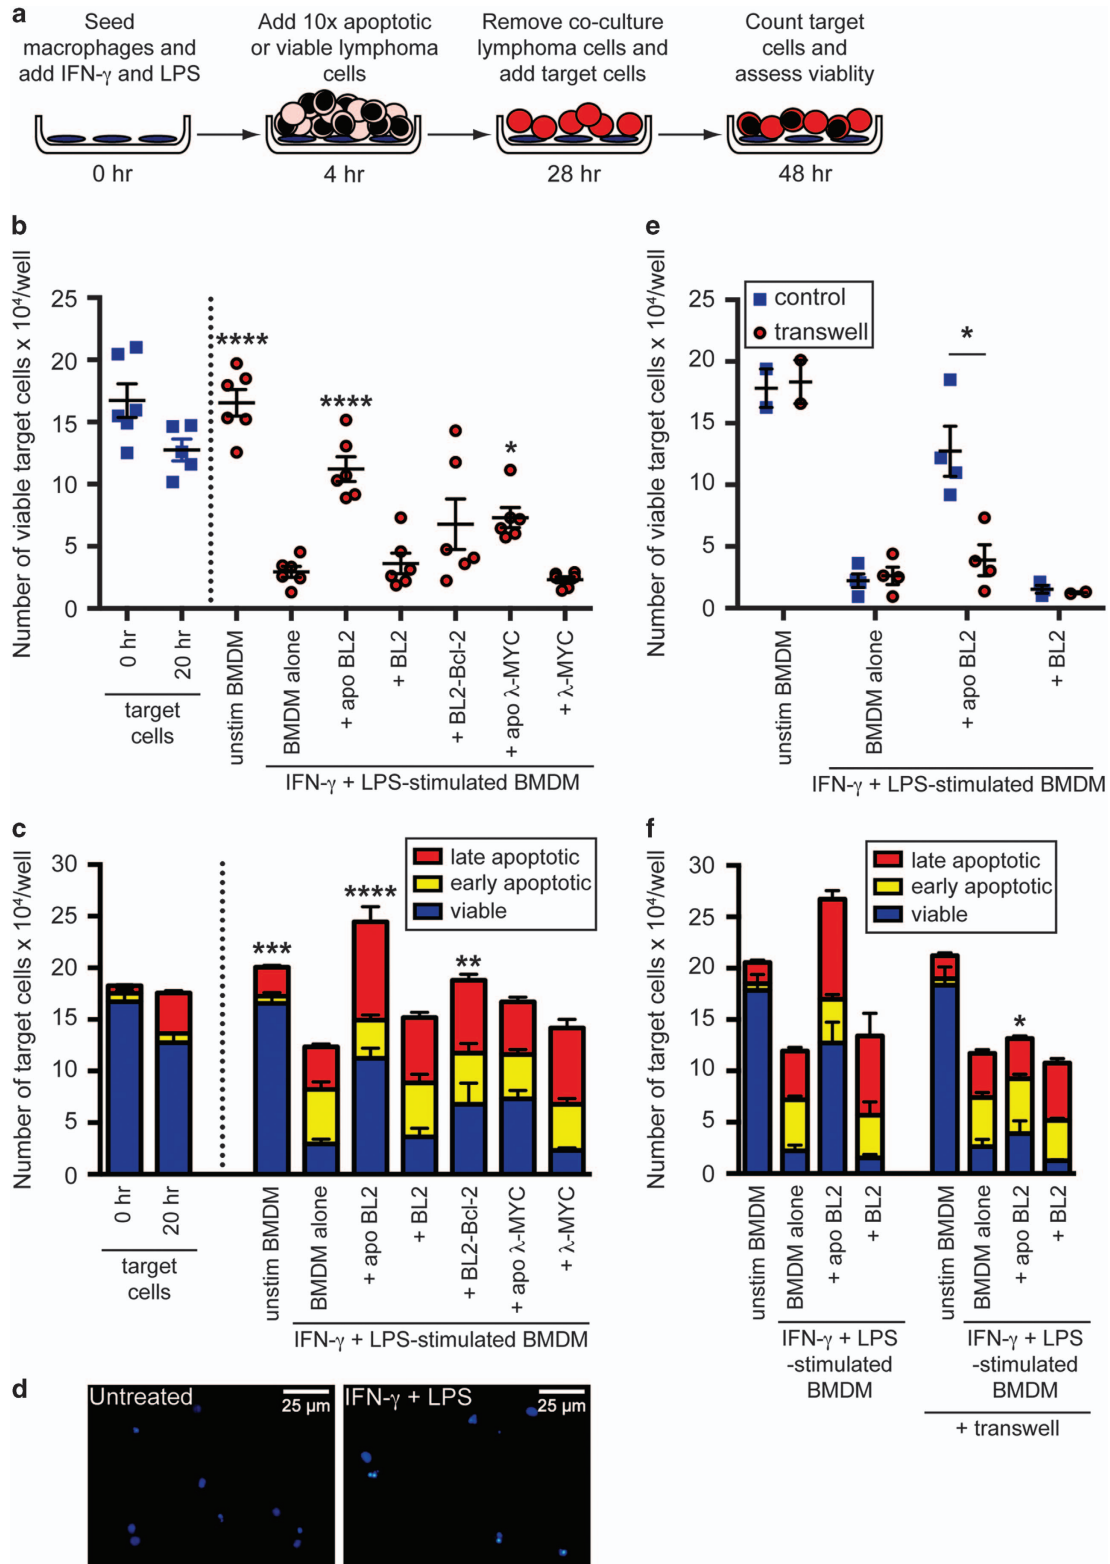 a
Seed
macrophages and
add IFN-γ and LPS
Add 10x apoptotic
or viable lymphoma
cells
Remove co-culture
lymphoma cells and
add target cells
Count target
cells and
assess viablity
0 hr
4 hr
28 hr
48 hr
b
Number of viable target cells x 10⁴/well
25
20
15
10
5
0
****
****
*
0 hr
20 hr
target
cells
unstim BMDM
BMDM alone
+ apo BL2
+ BL2
+ BL2-Bcl-2
+ apo λ-MYC
+ λ-MYC
IFN-γ + LPS-stimulated BMDM
e
Number of viable target cells x 10⁴/well
25
20
15
10
5
0
control
transwell
*
unstim BMDM
BMDM alone
+ apo BL2
+ BL2
IFN-γ + LPS-stimulated BMDM
c
Number of target cells x 10⁴/well
30
25
20
15
10
5
0
late apoptotic
early apoptotic
viable
***
****
**
0 hr
20 hr
target
cells
unstim BMDM
BMDM alone
+ apo BL2
+ BL2
+ BL2-Bcl-2
+ apo λ-MYC
+ λ-MYC
IFN-γ + LPS-stimulated BMDM
f
Number of target cells x 10⁴/well
30
25
20
15
10
5
0
late apoptotic
early apoptotic
viable
*
unstim BMDM
BMDM alone
+ apo BL2
+ BL2
unstim BMDM
BMDM alone
+ apo BL2
+ BL2
IFN-γ + LPS
-stimulated
BMDM
IFN-γ + LPS
-stimulated
BMDM
+ transwell
d
Untreated
25 µm
IFN-γ + LPS
25 µm